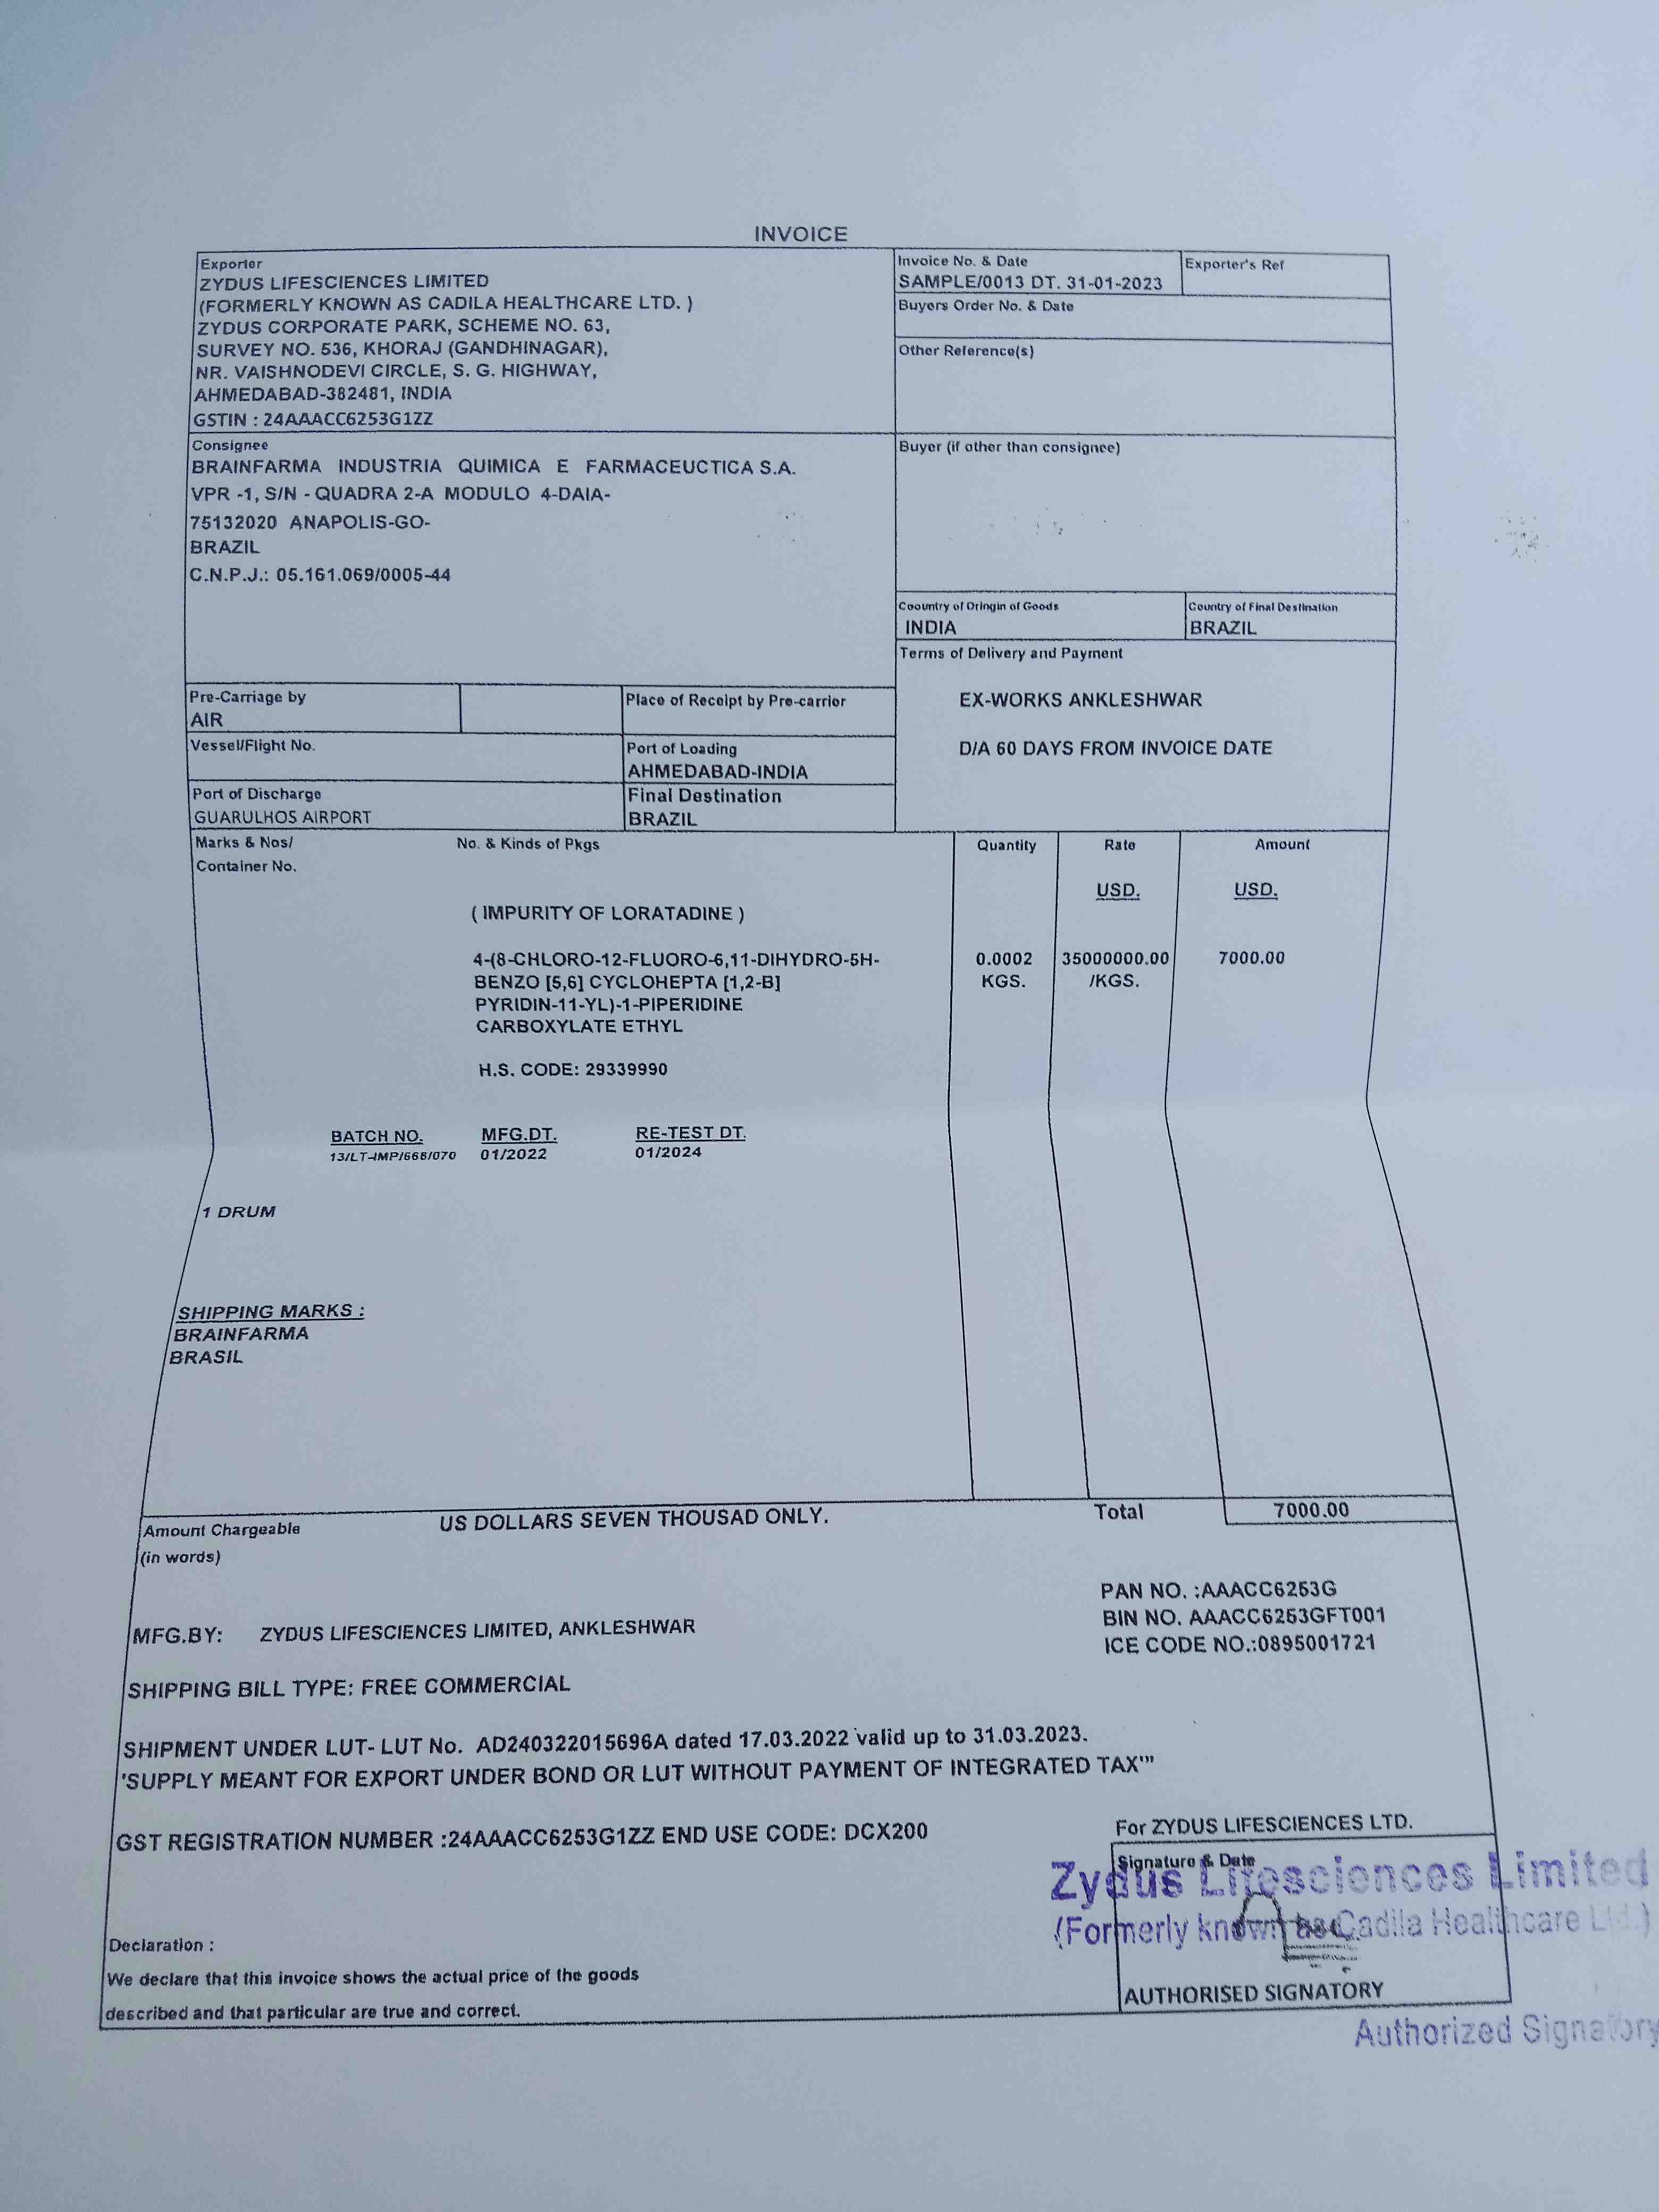 INVOICE
Exporter
ZYDUS LIFESCIENCES LIMITED
(FORMERLY KNOWN AS CADILA HEALTHCARE LTD. )
ZYDUS CORPORATE PARK, SCHEME NO. 63,
SURVEY NO. 536, KHORAJ (GANDHINAGAR),
NR. VAISHNODEVI CIRCLE, S. G. HIGHWAY,
AHMEDABAD-382481, INDIA
GSTIN : 24AAACC6253G1ZZ
Invoice No. & Date
SAMPLE/0013 DT. 31-01-2023
Exporter's Ref
Buyers Order No. & Date
Other Reference(s)
Consignee
BRAINFARMA INDUSTRIA QUIMICA E FARMACEUCTICA S.A.
VPR -1, S/N - QUADRA 2-A MODULO 4-DAIA-
75132020 ANAPOLIS-GO-
BRAZIL
C.N.P.J.: 05.161.069/0005-44
Buyer (if other than consignee)
Coountry of Oringin of Goods
INDIA
Country of Final Destination
BRAZIL
Terms of Delivery and Payment
EX-WORKS ANKLESHWAR
D/A 60 DAYS FROM INVOICE DATE
Pre-Carriage by
AIR
Place of Receipt by Pre-carrior
Vessel/Flight No.
Port of Loading
AHMEDABAD-INDIA
Port of Discharge
GUARULHOS AIRPORT
Final Destination
BRAZIL
Marks & Nos/
Container No.
No. & Kinds of Pkgs
Quantity
Rate
Amount
USD.
USD.
( IMPURITY OF LORATADINE )
4-(8-CHLORO-12-FLUORO-6,11-DIHYDRO-5H-
BENZO [5,6] CYCLOHEPTA [1,2-B]
PYRIDIN-11-YL)-1-PIPERIDINE
CARBOXYLATE ETHYL
0.0002
KGS.
35000000.00
/KGS.
7000.00
H.S. CODE: 29339990
BATCH NO. MFG.DT. RE-TEST DT.
13/LT-IMP/666/070 01/2022 01/2024
1 DRUM
SHIPPING MARKS :
BRAINFARMA
BRASIL
Amount Chargeable
(in words)
US DOLLARS SEVEN THOUSAD ONLY.
Total 7000.00
PAN NO. :AAACC6253G
BIN NO. AAACC6253GFT001
ICE CODE NO.:0895001721
MFG.BY: ZYDUS LIFESCIENCES LIMITED, ANKLESHWAR
SHIPPING BILL TYPE: FREE COMMERCIAL
SHIPMENT UNDER LUT- LUT No. AD240322015696A dated 17.03.2022 valid up to 31.03.2023.
'SUPPLY MEANT FOR EXPORT UNDER BOND OR LUT WITHOUT PAYMENT OF INTEGRATED TAX'"
GST REGISTRATION NUMBER :24AAACC6253G1ZZ END USE CODE: DCX200
For ZYDUS LIFESCIENCES LTD.
Signature & Date
Zydus Lifesciences Limited
(Formerly known as Cadila Healthcare Ltd.)
AUTHORISED SIGNATORY
Authorized Signatory
Declaration :
We declare that this invoice shows the actual price of the goods
described and that particular are true and correct.